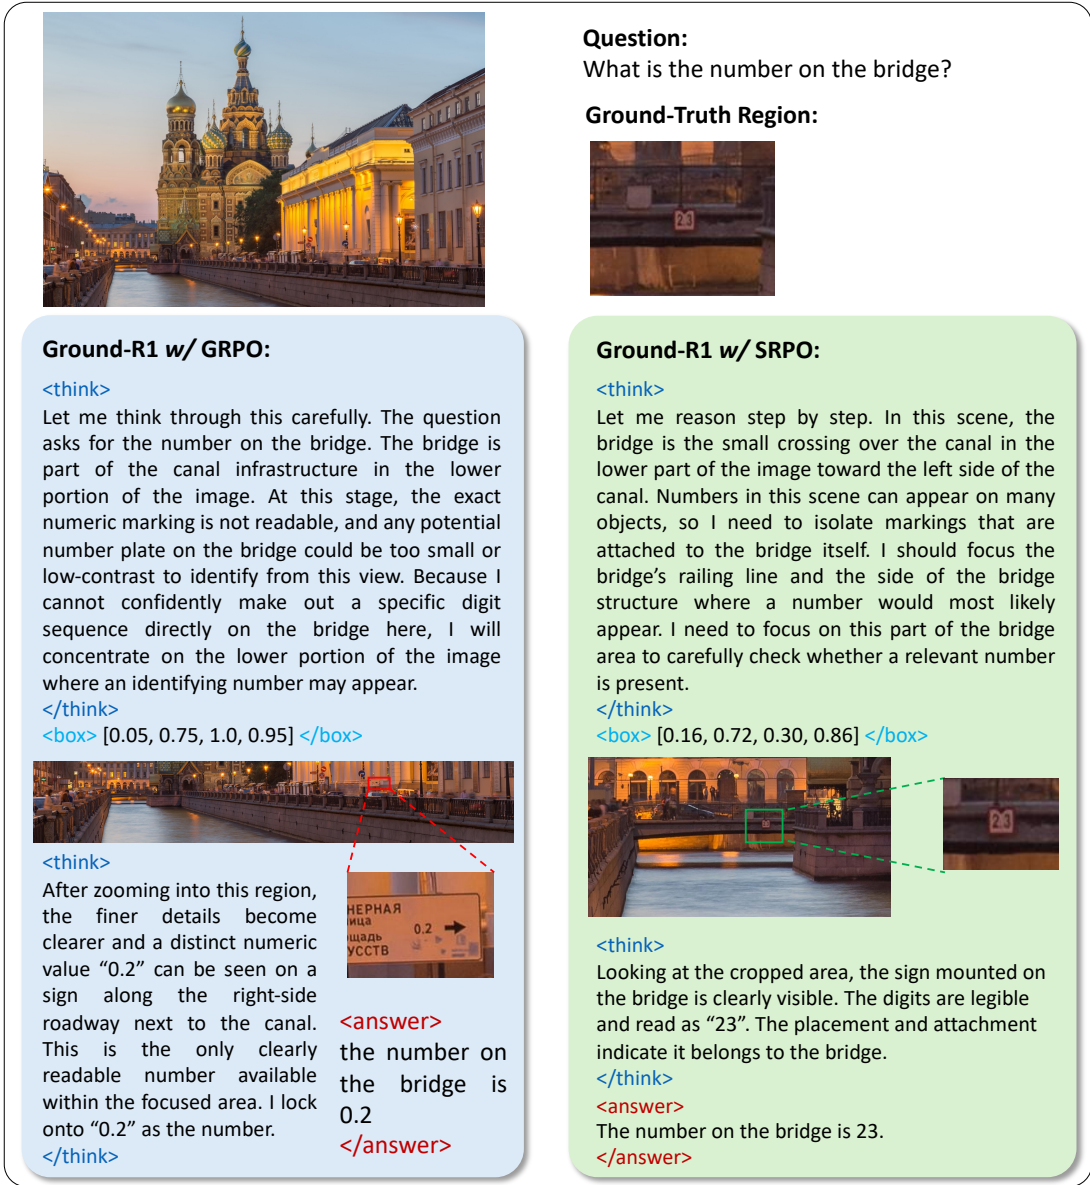 Question:
What is the number on the bridge?
Ground-Truth Region:
23
Ground-R1 w/ GRPO:
<think>
Let me think through this carefully. The question
asks for the number on the bridge. The bridge is
part of the canal infrastructure in the lower
portion of the image. At this stage, the exact
numeric marking is not readable, and any potential
number plate on the bridge could be too small or
low-contrast to identify from this view. Because I
cannot confidently make out a specific digit
sequence directly on the bridge here, I will
concentrate on the lower portion of the image
where an identifying number may appear.
</think>
<box> [0.05, 0.75, 1.0, 0.95] </box>
<think>
After zooming into this region,
the finer details become
clearer and a distinct numeric
value “0.2” can be seen on a
sign along the right-side
roadway next to the canal.
This is the only clearly
readable number available
within the focused area. I lock
onto “0.2” as the number.
</think>
НЕРНАЯ
ица
0.2
щадь
УССТВ
<answer>
the number on
the bridge is
0.2
</answer>
Ground-R1 w/ SRPO:
<think>
Let me reason step by step. In this scene, the
bridge is the small crossing over the canal in the
lower part of the image toward the left side of the
canal. Numbers in this scene can appear on many
objects, so I need to isolate markings that are
attached to the bridge itself. I should focus the
bridge’s railing line and the side of the bridge
structure where a number would most likely
appear. I need to focus on this part of the bridge
area to carefully check whether a relevant number
is present.
</think>
<box> [0.16, 0.72, 0.30, 0.86] </box>
23
<think>
Looking at the cropped area, the sign mounted on
the bridge is clearly visible. The digits are legible
and read as “23”. The placement and attachment
indicate it belongs to the bridge.
</think>
<answer>
The number on the bridge is 23.
</answer>